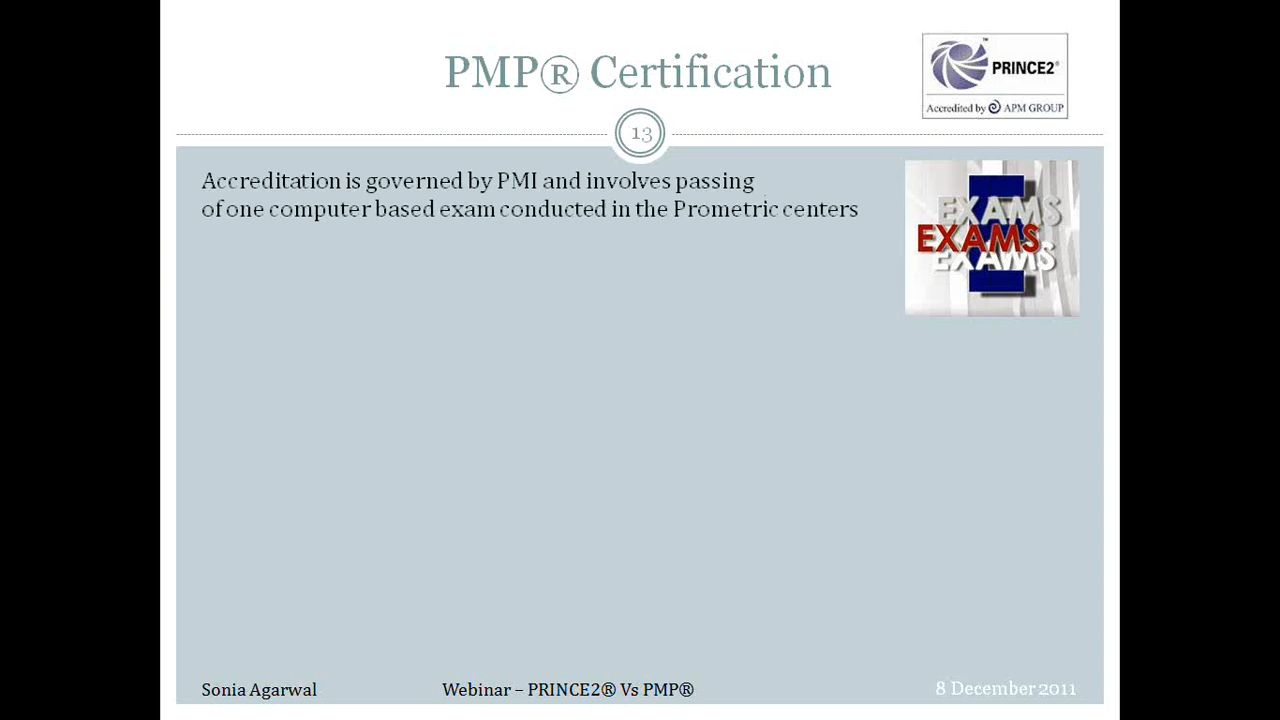 PMP® Certification
PRINCE2®
Accredited by APM GROUP
13
Accreditation is governed by PMI and involves passing
of one computer based exam conducted in the Prometric centers
EXAMS
EXAMS
EXAMS
Sonia Agarwal
Webinar – PRINCE2® Vs PMP®
8 December 2011